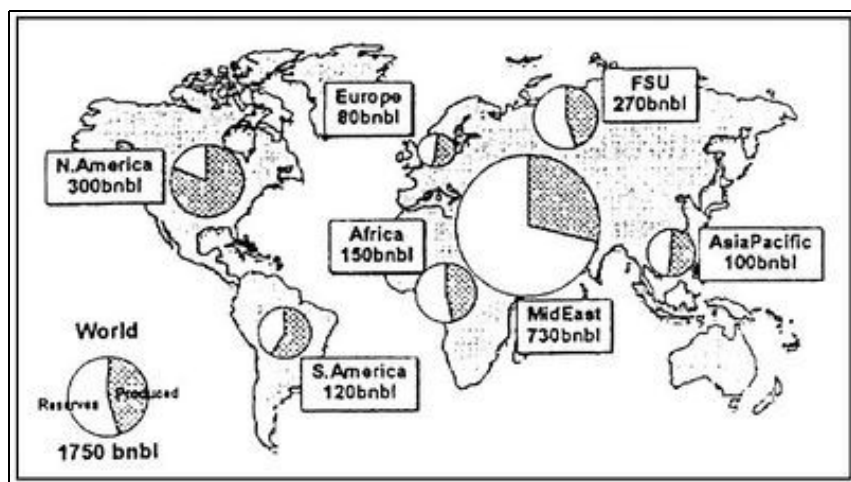 FSU
270bnbl
Europe
80bnbl
N.America
300bnbl
Africa
150bnbl
AsiaPacific
100bnbl
MidEast
730bnbl
S.America
120bnbl
World
Reserves
Produced
1750 bnbl